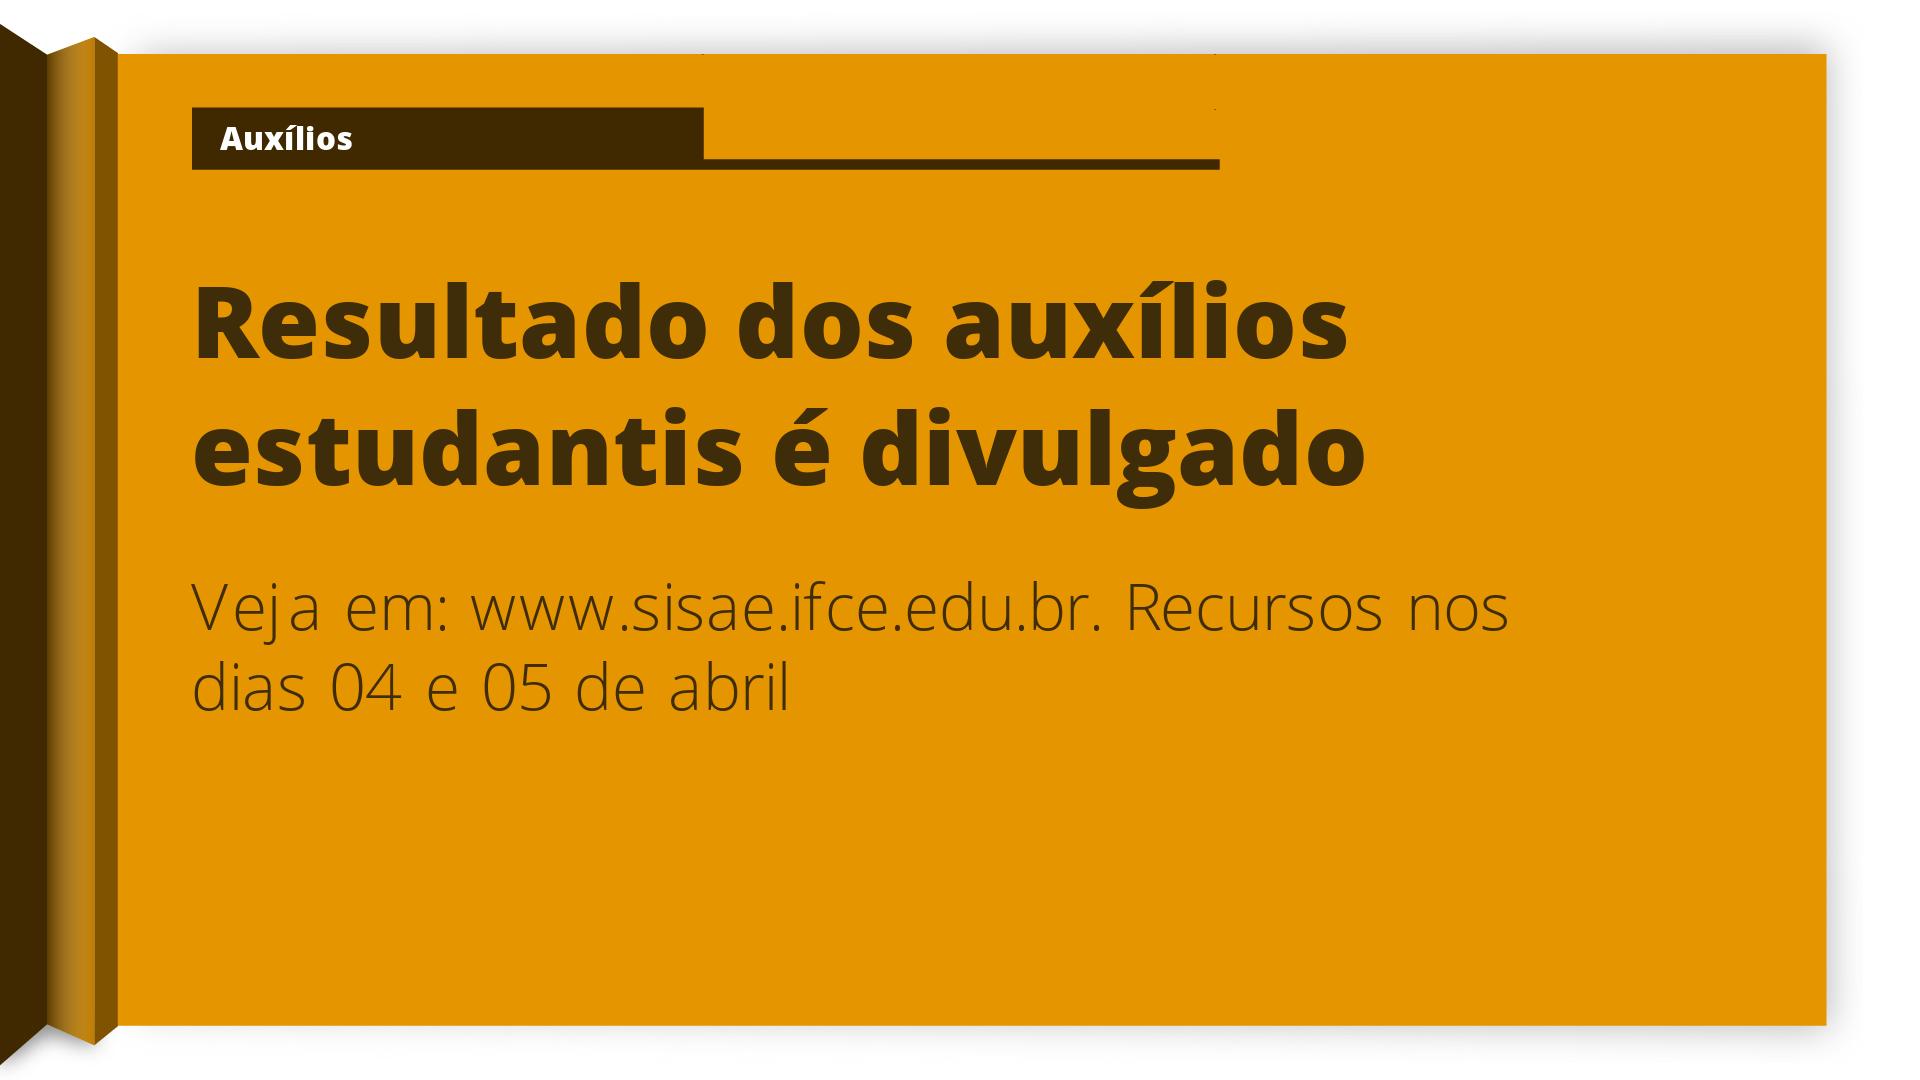 Auxílios
Resultado dos auxílios
estudantis é divulgado
Veja em: www.sisae.ifce.edu.br. Recursos nos
dias 04 e 05 de abril